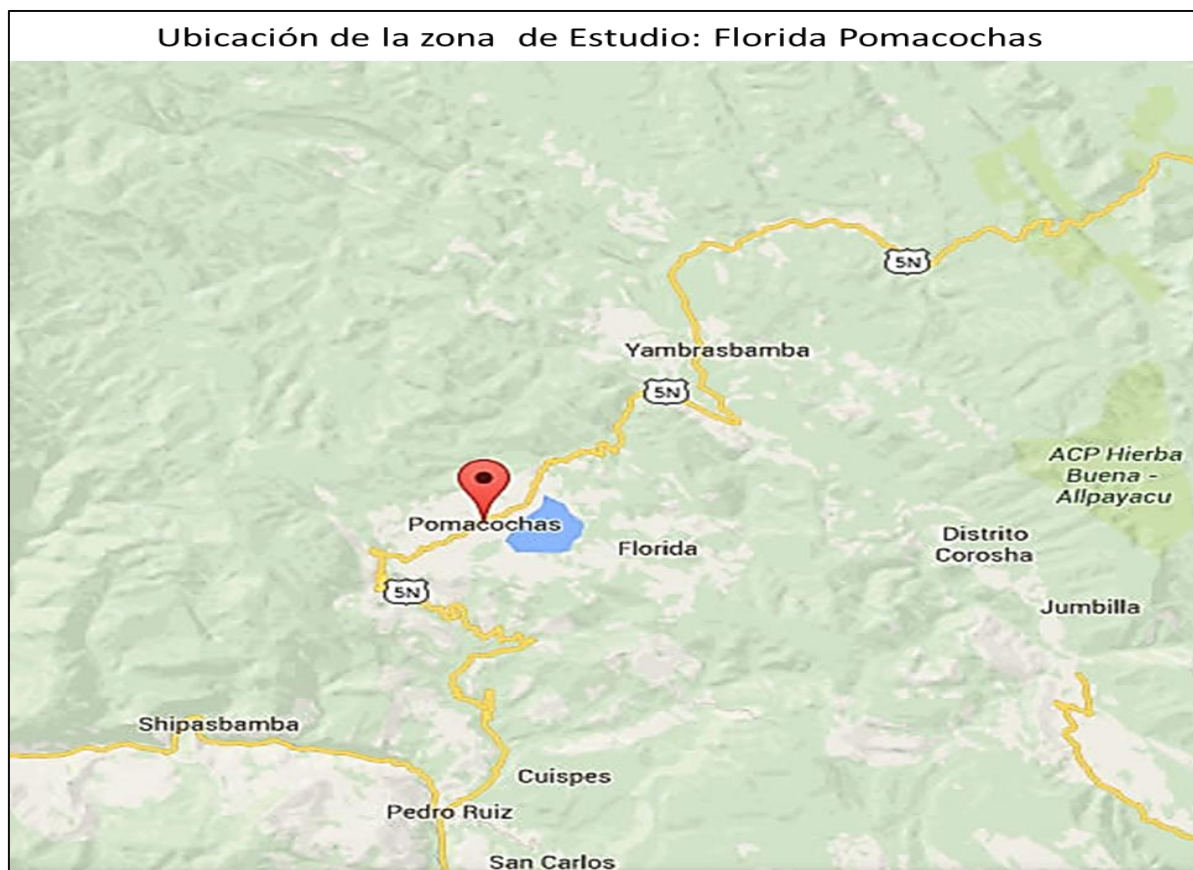 Ubicación de la zona de Estudio: Florida Pomacochas
5N
Yambrasbamba
5N
ACP Hierba
Buena -
Allpayacu
Pomacochas
Florida
Distrito
Corosha
5N
Jumbilla
Shipasbamba
Cuispes
Pedro Ruiz
San Carlos